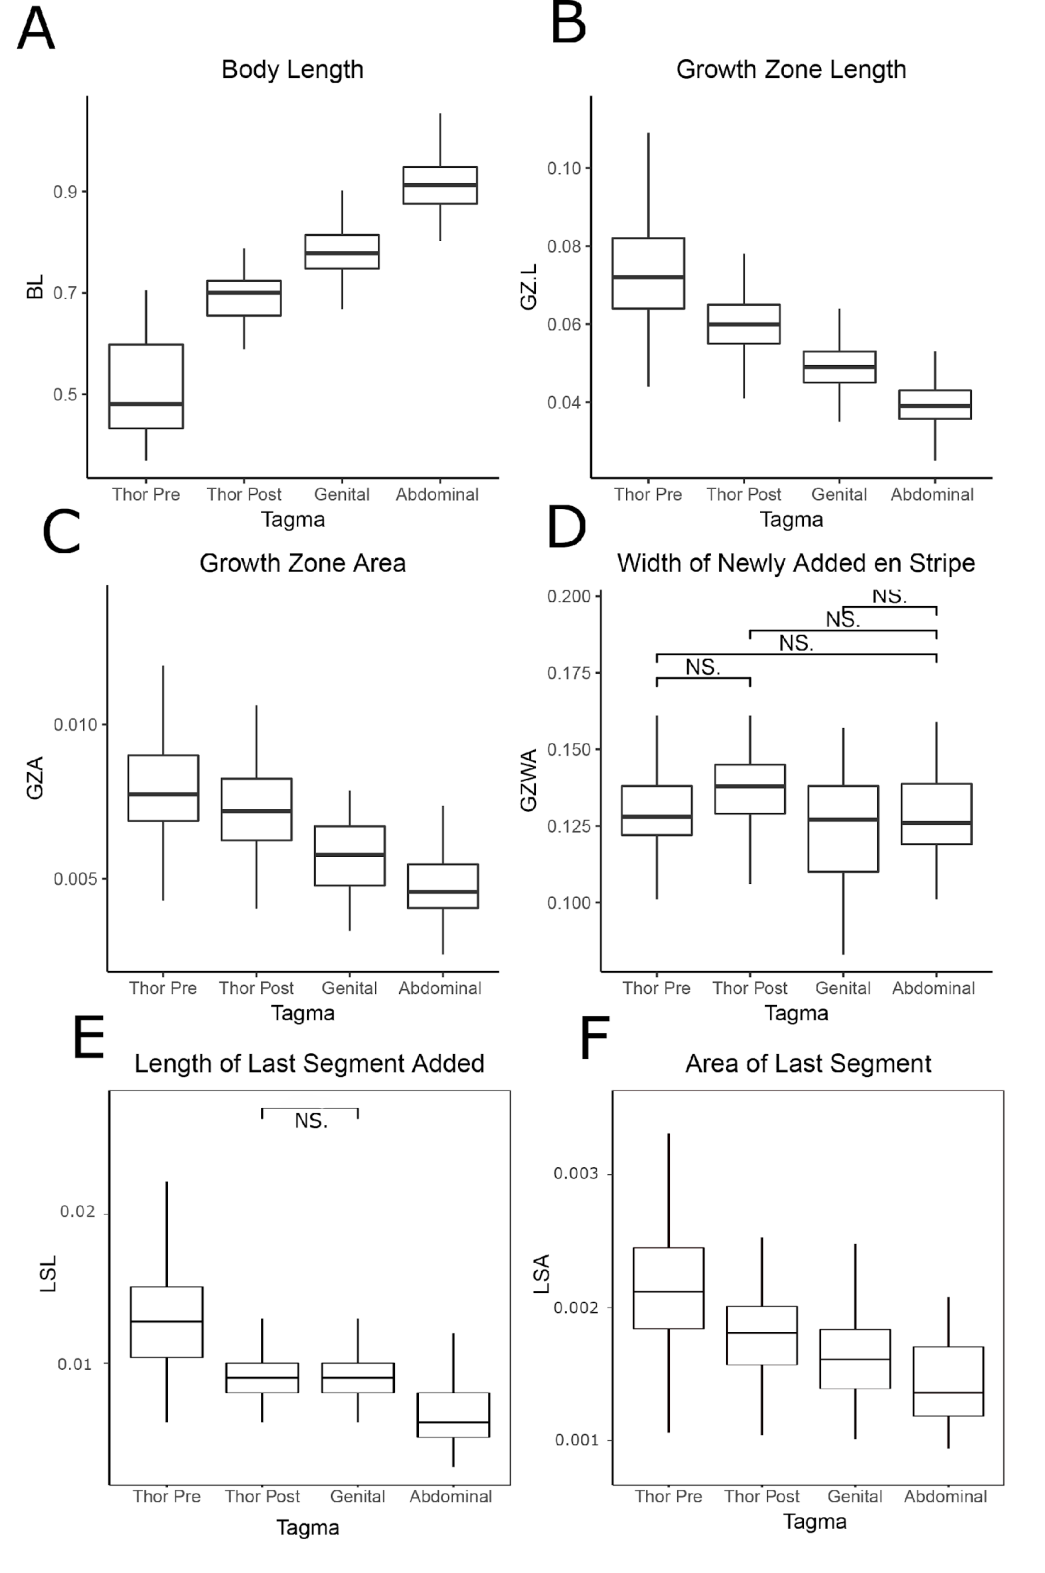 A
Body Length
0.9
0.7
0.5
BL
Thor Pre Thor Post Genital Abdominal
Tagma
B
Growth Zone Length
0.10
0.08
0.06
0.04
GZ.L
Thor Pre Thor Post Genital Abdominal
Tagma
C
Growth Zone Area
0.010
0.005
GZA
Thor Pre Thor Post Genital Abdominal
Tagma
D
Width of Newly Added en Stripe
0.200
0.175
0.150
0.125
0.100
GZWA
NS.
NS.
NS.
NS.
Thor Pre Thor Post Genital Abdominal
Tagma
E
Length of Last Segment Added
NS.
0.02
0.01
LSL
Thor Pre Thor Post Genital Abdominal
Tagma
F
Area of Last Segment
0.003
0.002
0.001
LSA
Thor Pre Thor Post Genital Abdominal
Tagma